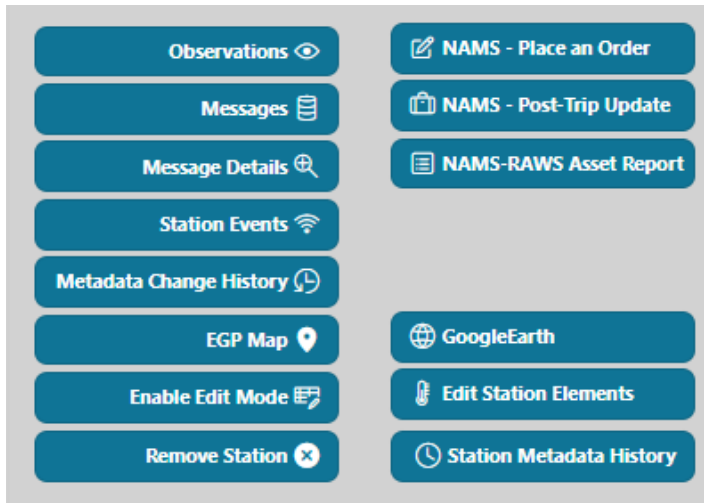 Observations
Messages
Message Details
Station Events
Metadata Change History
EGP Map
Enable Edit Mode
Remove Station
NAMS - Place an Order
NAMS - Post-Trip Update
NAMS-RAWS Asset Report
GoogleEarth
Edit Station Elements
Station Metadata History